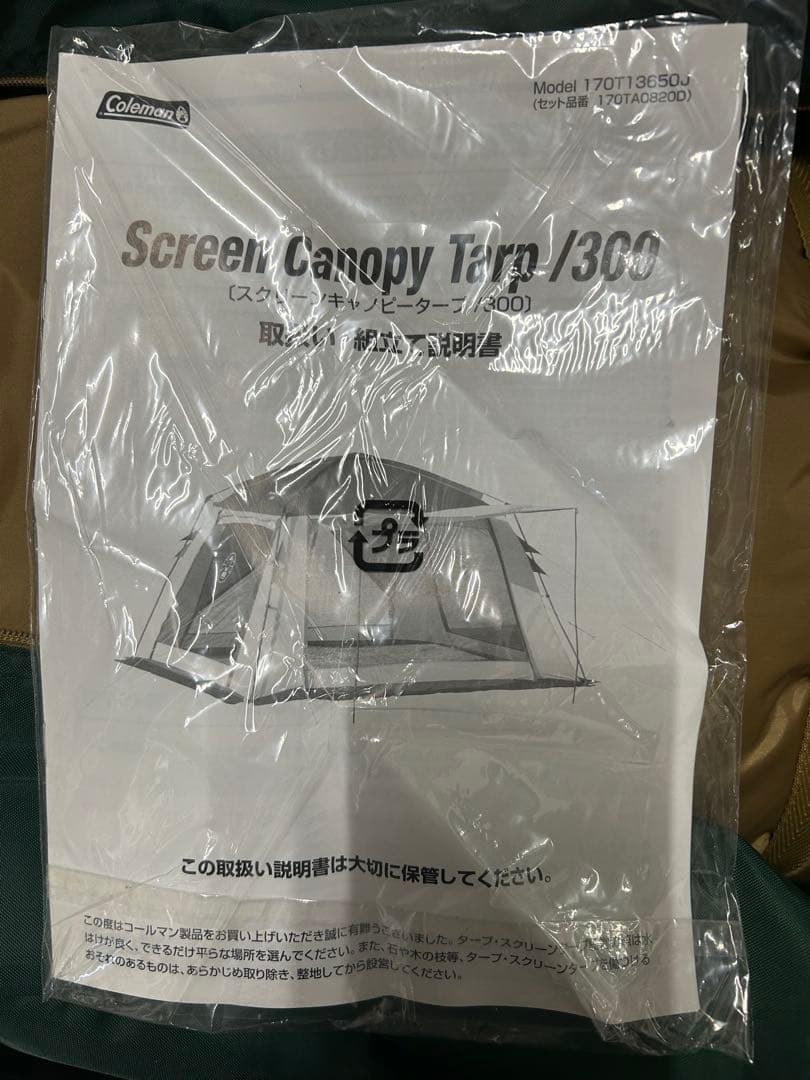 Coleman
Model 170T13650J
(セット品番 170TA0820D)
Screen Canopy Tarp /300
〔スクリーンキャノピータープ/300〕
取扱い 組立て説明書
プラ
この取扱い説明書は大切に保管してください。
この度はコールマン製品をお買い上げいただき誠に有難うございました。タープ・スクリーン は水
はけが良く、できるだけ平らな場所を選んでください。また、石や木の枝等、タープ・スクリーンタープを傷つける
おそれのあるものは、あらかじめ取り除き、整地してから設営してください。